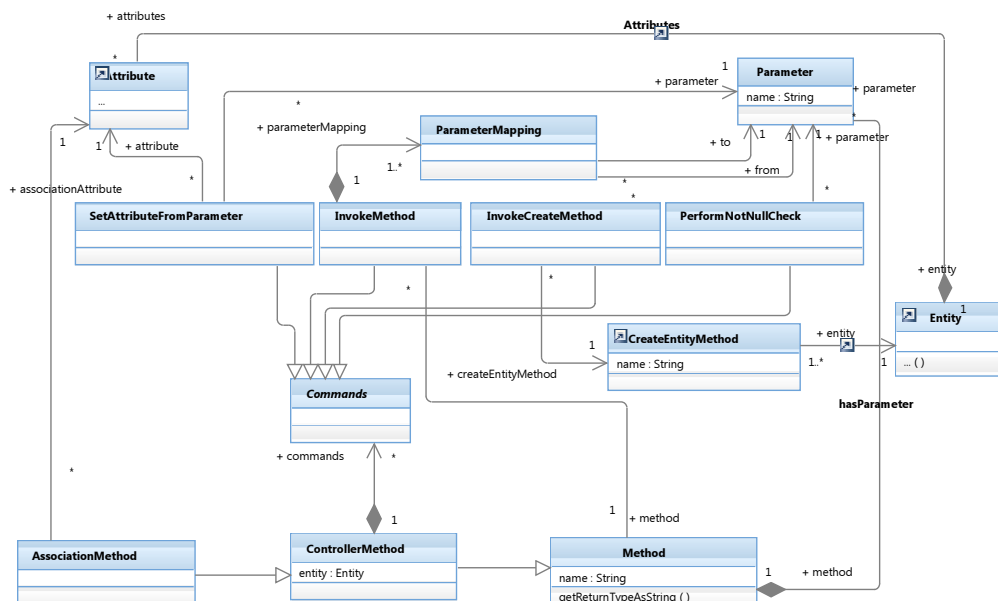 + attributes
Attributes
*
Attribute
...
1
Parameter
name : String
+ parameter
+ parameter
*
*
+ parameterMapping
ParameterMapping
1
1
1
+ parameter
1
1
+ attribute
1..*
+ to
+ from
1
*
*
*
*
+ associationAttribute
SetAttributeFromParameter
InvokeMethod
InvokeCreateMethod
PerformNotNullCheck
+ entity
*
*
1
Entity
... ( )
CreateEntityMethod
name : String
+ entity
1
1..*
1
+ createEntityMethod
Commands
hasParameter
+ commands
*
*
1
1
+ method
AssociationMethod
ControllerMethod
entity : Entity
Method
name : String
getReturnTypeAsString ( )
1
+ method